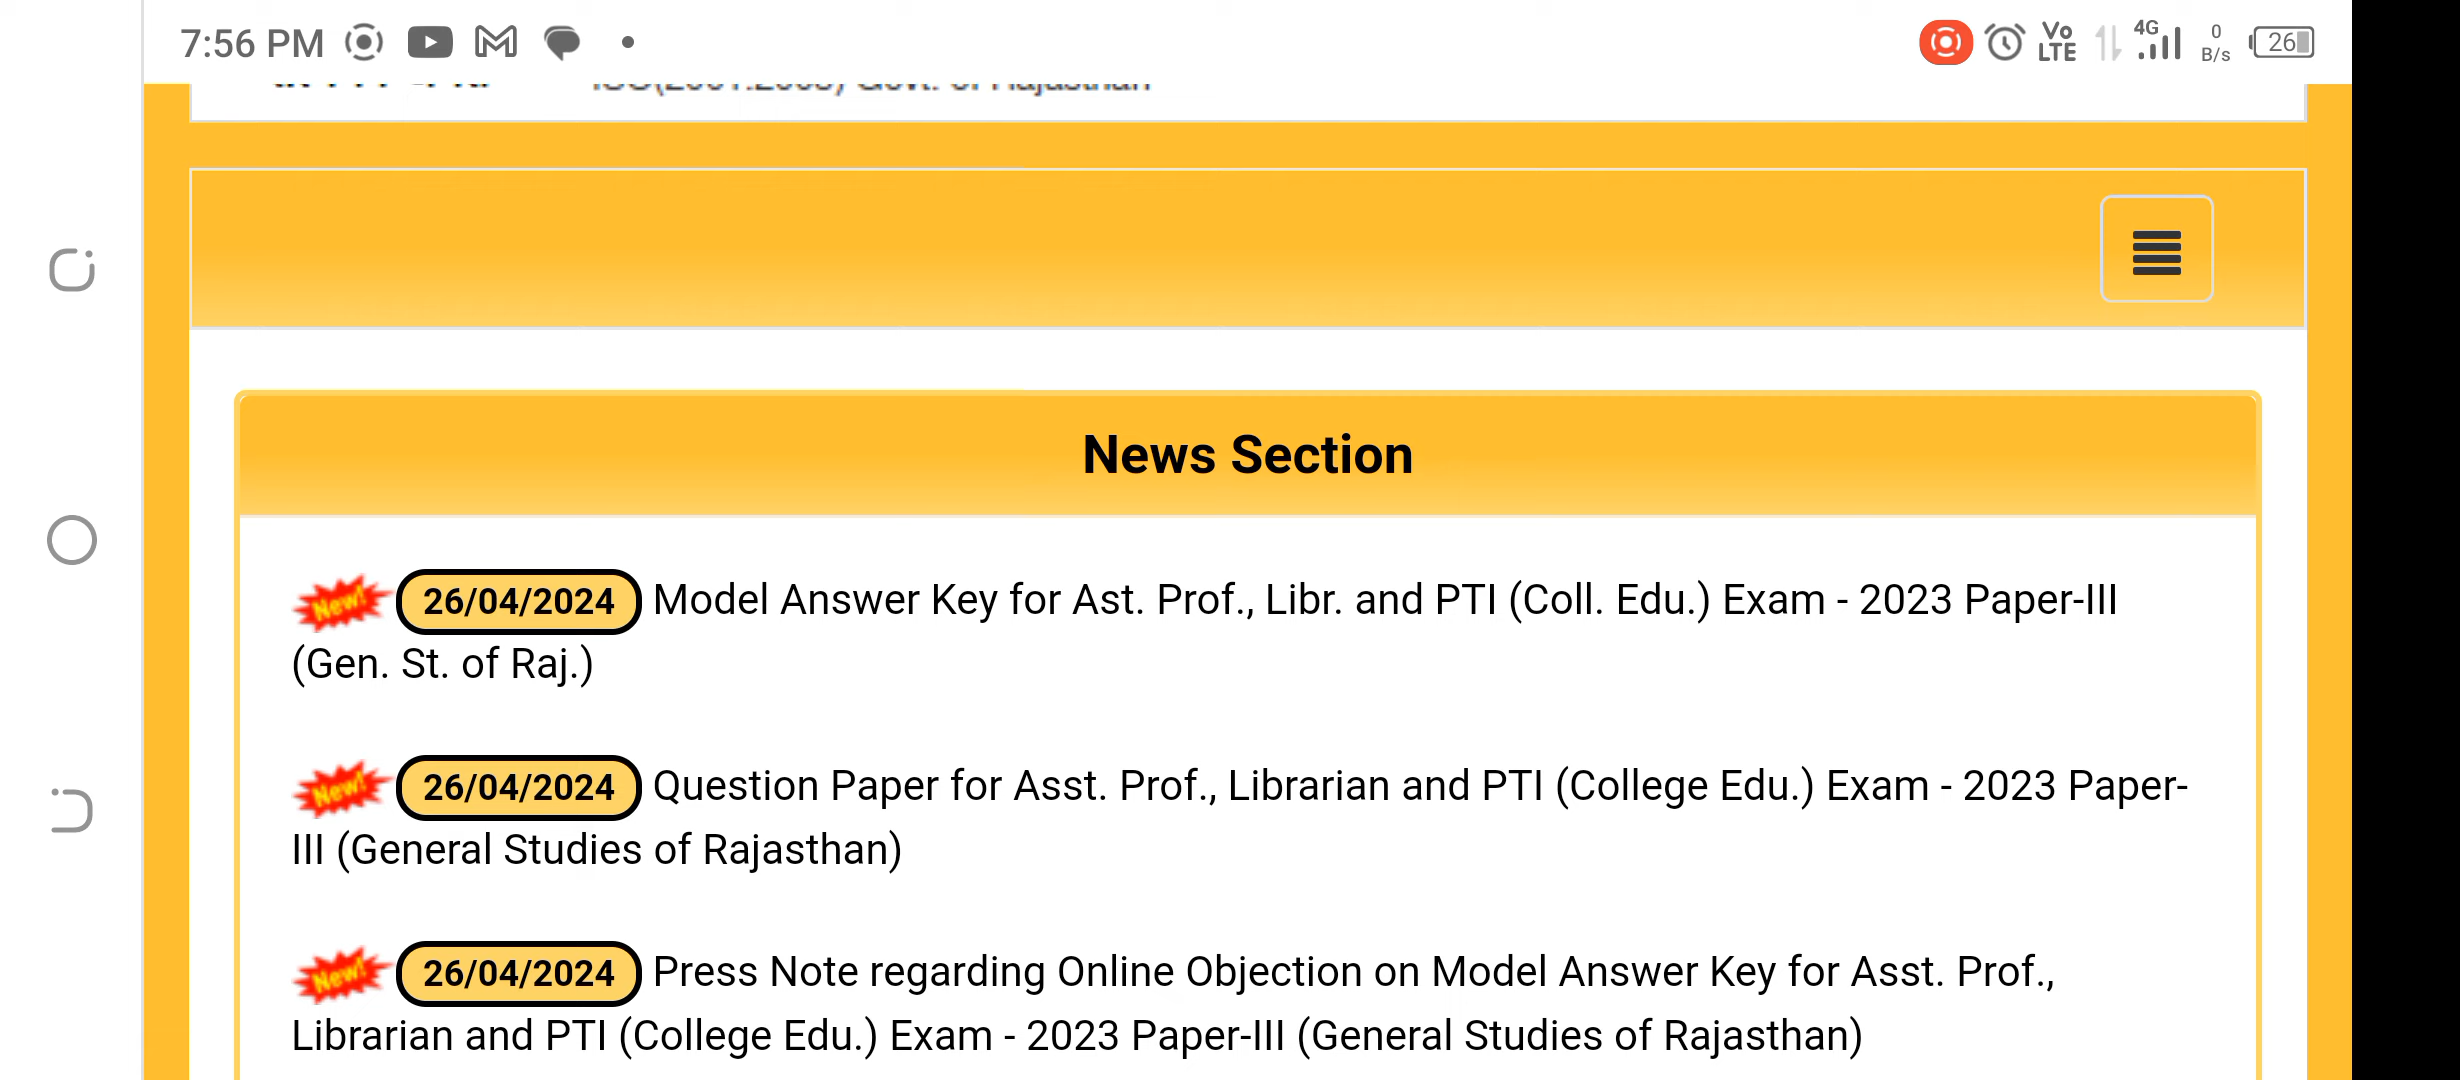 7:56 PM
Vo LTE 4G 0 B/s 26
News Section
New! 26/04/2024 Model Answer Key for Ast. Prof., Libr. and PTI (Coll. Edu.) Exam - 2023 Paper-III
(Gen. St. of Raj.)
New! 26/04/2024 Question Paper for Asst. Prof., Librarian and PTI (College Edu.) Exam - 2023 Paper-
III (General Studies of Rajasthan)
New! 26/04/2024 Press Note regarding Online Objection on Model Answer Key for Asst. Prof.,
Librarian and PTI (College Edu.) Exam - 2023 Paper-III (General Studies of Rajasthan)